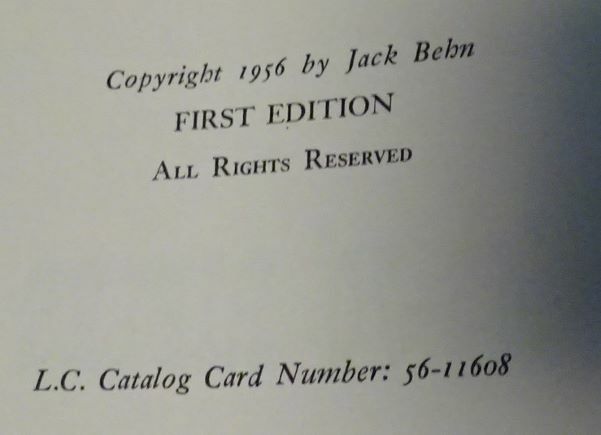 Copyright 1956 by Jack Behn
FIRST EDITION
ALL RIGHTS RESERVED
L.C. Catalog Card Number: 56-11608